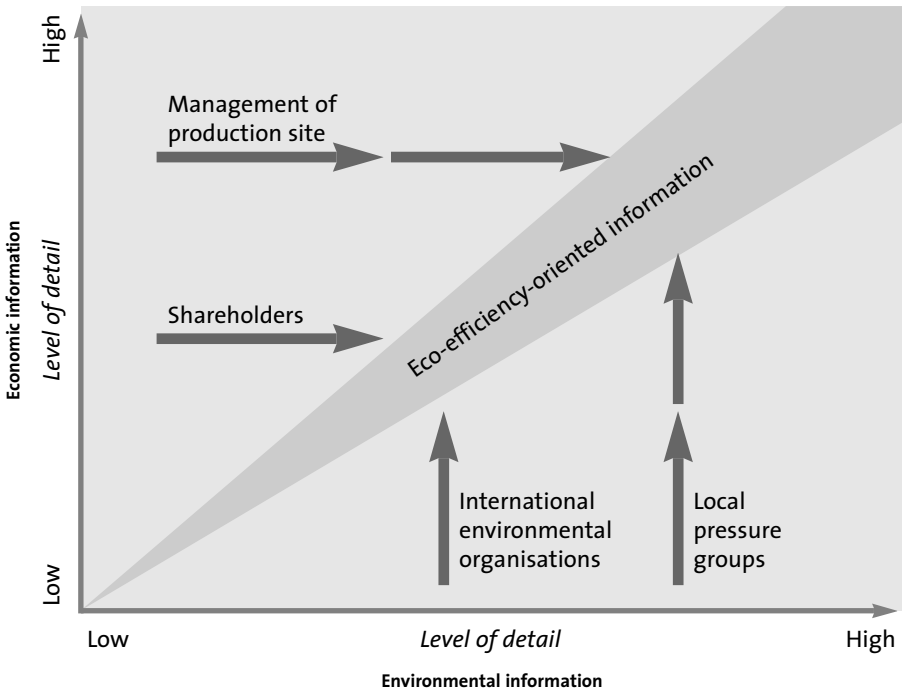 High
Management of
production site
Eco-efficiency-oriented information
Economic information
Level of detail
Shareholders
International
environmental
organisations
Local
pressure
groups
Low
Low
Level of detail
High
Environmental information